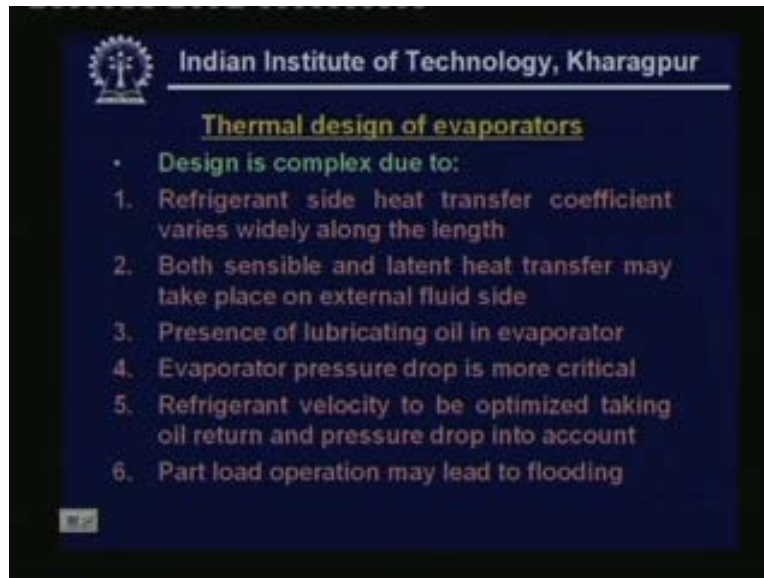 Indian Institute of Technology, Kharagpur
Thermal design of evaporators
• Design is complex due to:
1. Refrigerant side heat transfer coefficient
varies widely along the length
2. Both sensible and latent heat transfer may
take place on external fluid side
3. Presence of lubricating oil in evaporator
4. Evaporator pressure drop is more critical
5. Refrigerant velocity to be optimized taking
oil return and pressure drop into account
6. Part load operation may lead to flooding